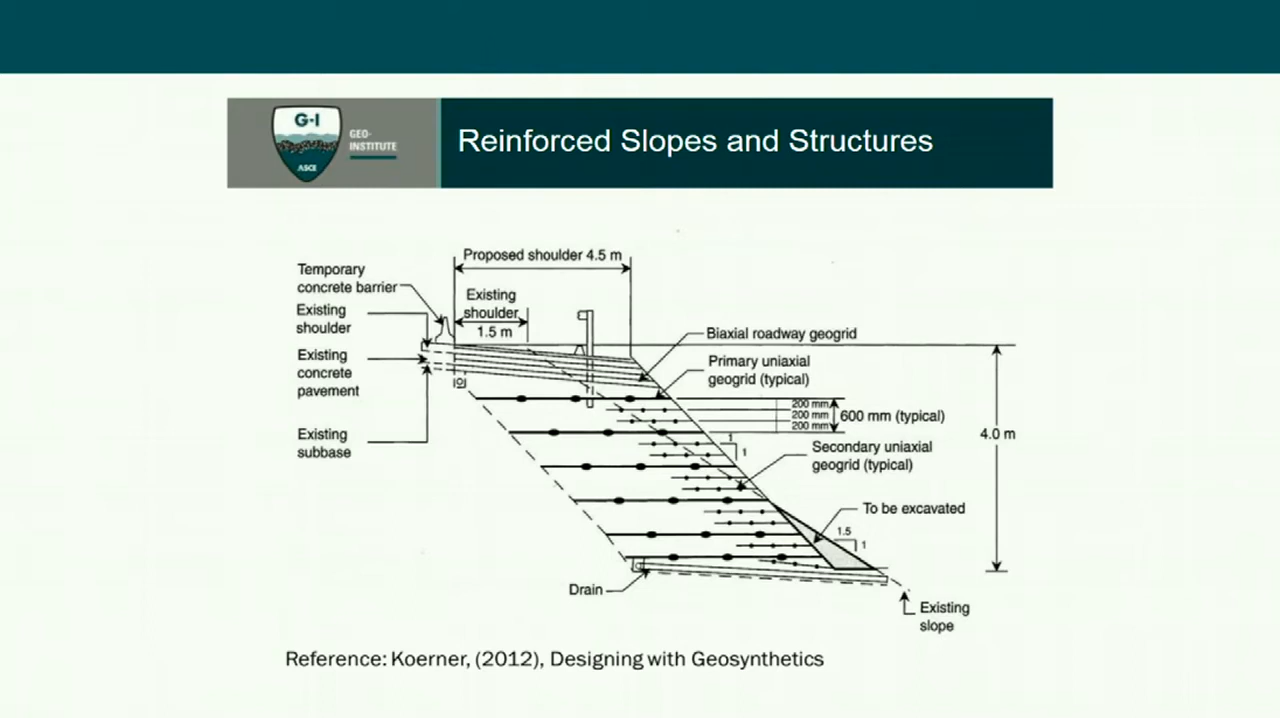 G-I
GEO-
INSTITUTE
ASCE
Reinforced Slopes and Structures
Proposed shoulder 4.5 m
Temporary
concrete barrier
Existing
shoulder
1.5 m
Existing
shoulder
Biaxial roadway geogrid
Existing
concrete
pavement
Primary uniaxial
geogrid (typical)
200 mm
200 mm
200 mm
600 mm (typical)
4.0 m
Existing
subbase
1
1
Secondary uniaxial
geogrid (typical)
To be excavated
1.5
1
Drain
Existing
slope
Reference: Koerner, (2012), Designing with Geosynthetics